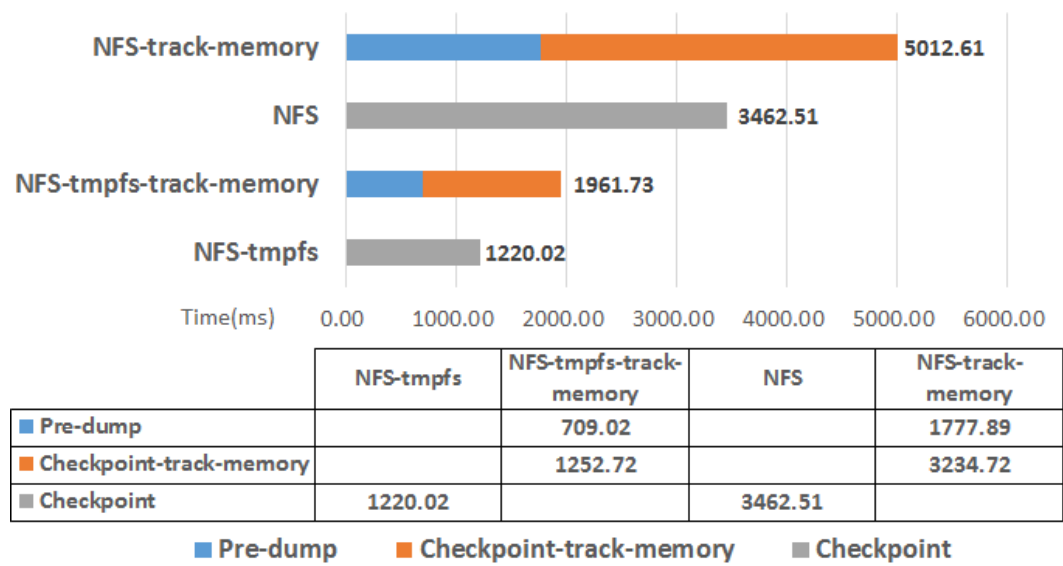 NFS-track-memory 5012.61
NFS 3462.51
NFS-tmpfs-track-memory 1961.73
NFS-tmpfs 1220.02
Time(ms) 0.00 1000.00 2000.00 3000.00 4000.00 5000.00 6000.00
NFS-tmpfs NFS-tmpfs-track-memory NFS NFS-track-memory
Pre-dump 709.02 1777.89
Checkpoint-track-memory 1252.72 3234.72
Checkpoint 1220.02 3462.51
Pre-dump Checkpoint-track-memory Checkpoint